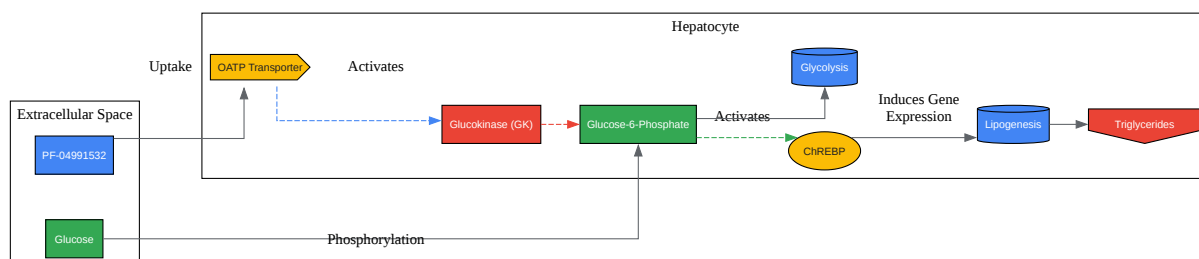 Hepatocyte
Uptake
OATP Transporter
Activates
Glycolysis
Extracellular Space
PF-04991532
Glucokinase (GK)
Glucose-6-Phosphate
Activates
ChREBP
Induces Gene
Expression
Lipogenesis
Triglycerides
Glucose
Phosphorylation